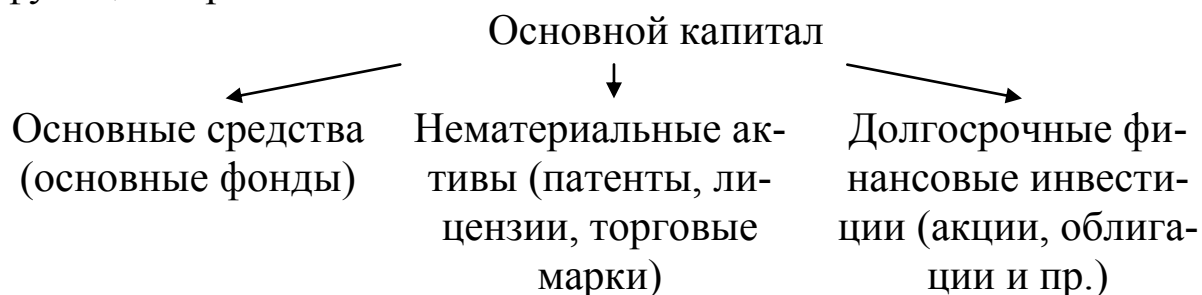 Основной капитал
Основные средства
(основные фонды)
Нематериальные ак-
тивы (патенты, ли-
цензии, торговые
марки)
Долгосрочные фи-
нансовые инвести-
ции (акции, облига-
ции и пр.)